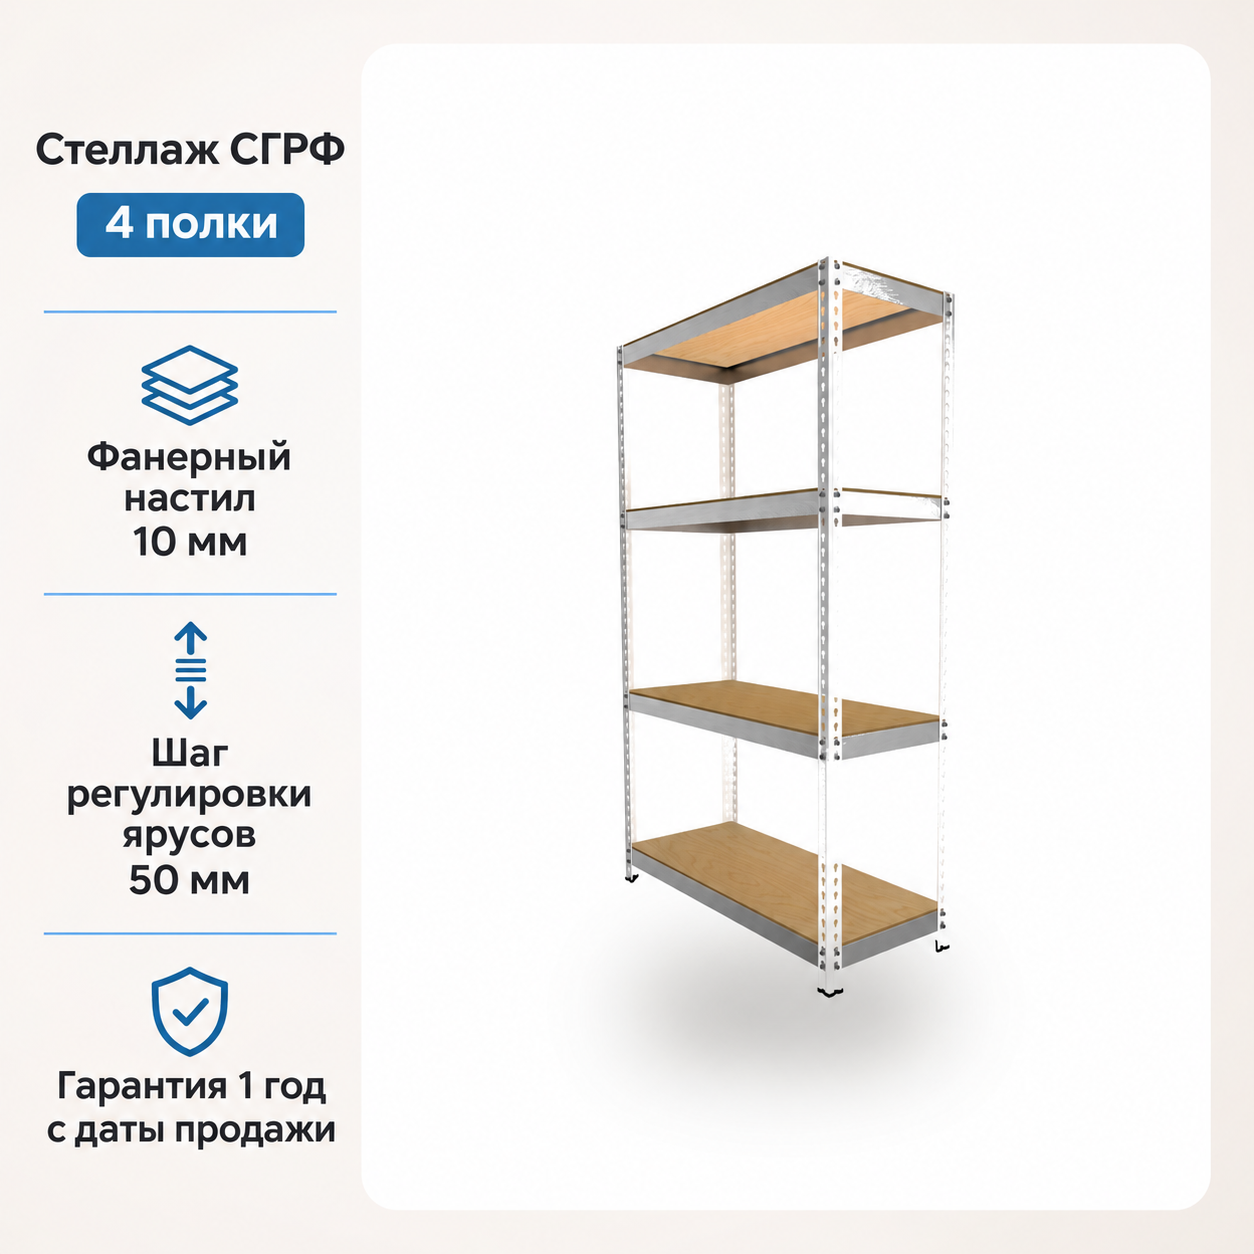 Стеллаж СГРФ
4 полки
Фанерный
настил
10 мм
Шаг
регулировки
ярусов
50 мм
Гарантия 1 год
с даты продажи